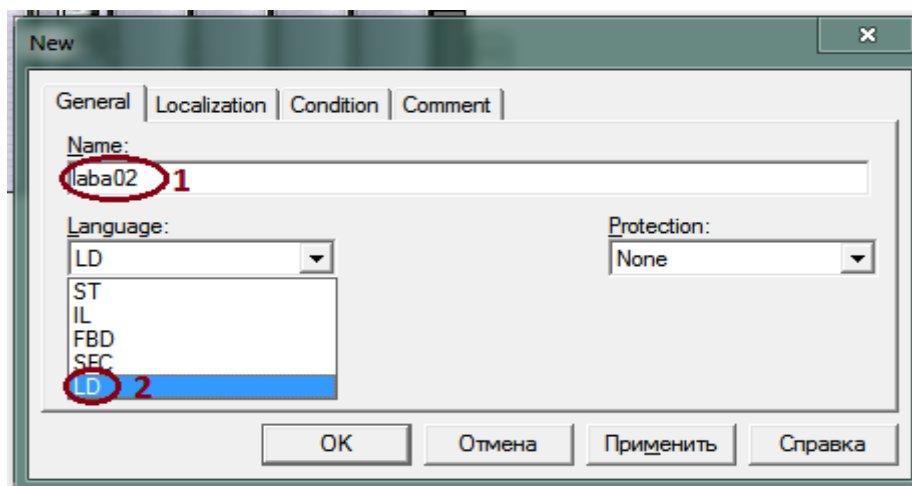 New
General Localization Condition Comment
Name:
laba02 1
Language: Protection:
LD None
ST
IL
FBD
SFC
LD 2
OK Отмена Применить Справка